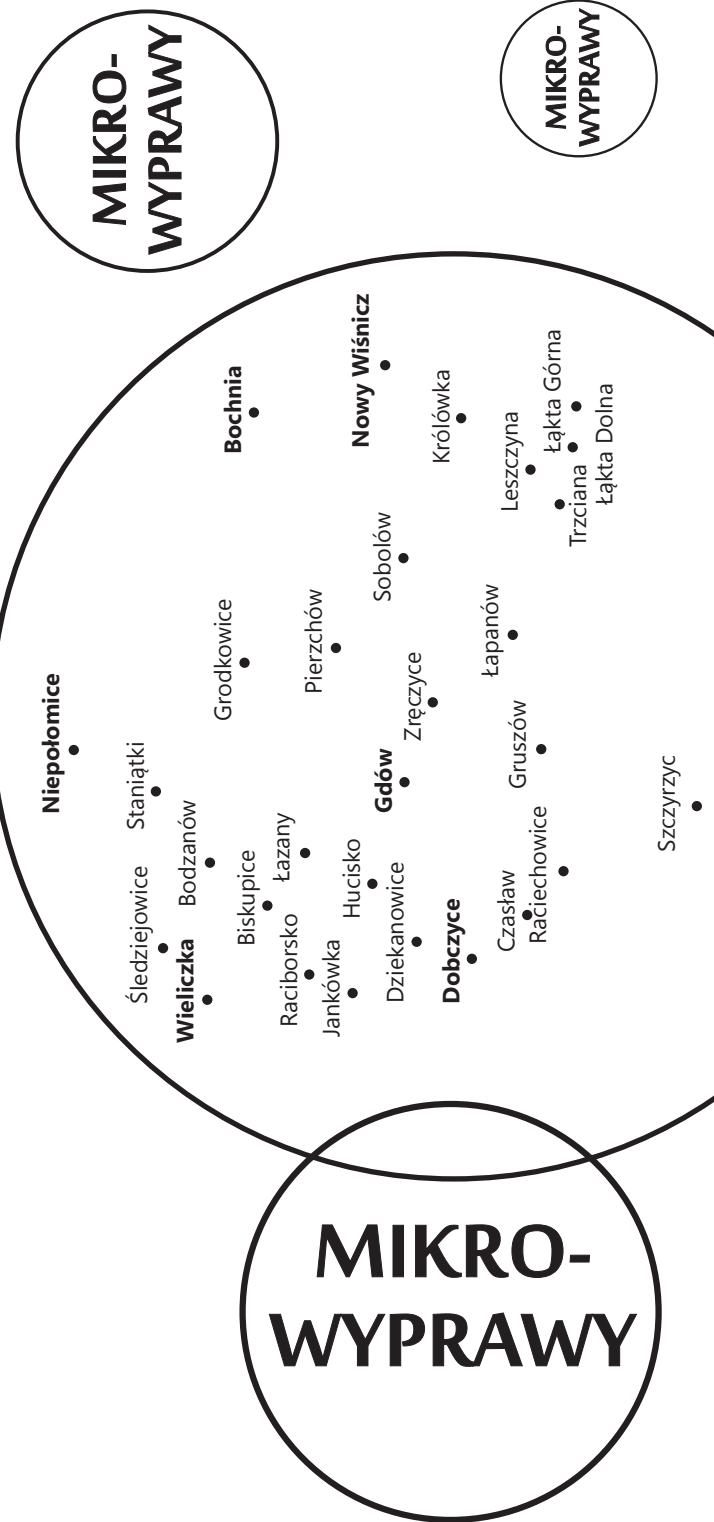 MIKRO-
WYPRAWY
MIKRO-
WYPRAWY
Niepołomice
Staniątki
Śledziejowice
Wieliczka
Bodzanów
Bochnia
Grodkowice
Biskupice
Łazany
Raciborsko
Jankówka
Pierzchów
Hucisko
Nowy Wiśnicz
Sobolów
Gdów
Dziekanowice
Zręczyce
Królówka
Dobczyce
Łapanów
Leszczyna
Gruszów
Czasław
Raciechowice
Łąkta Górna
Trzciana
Łąkta Dolna
Szczyrzyc
MIKRO-
WYPRAWY